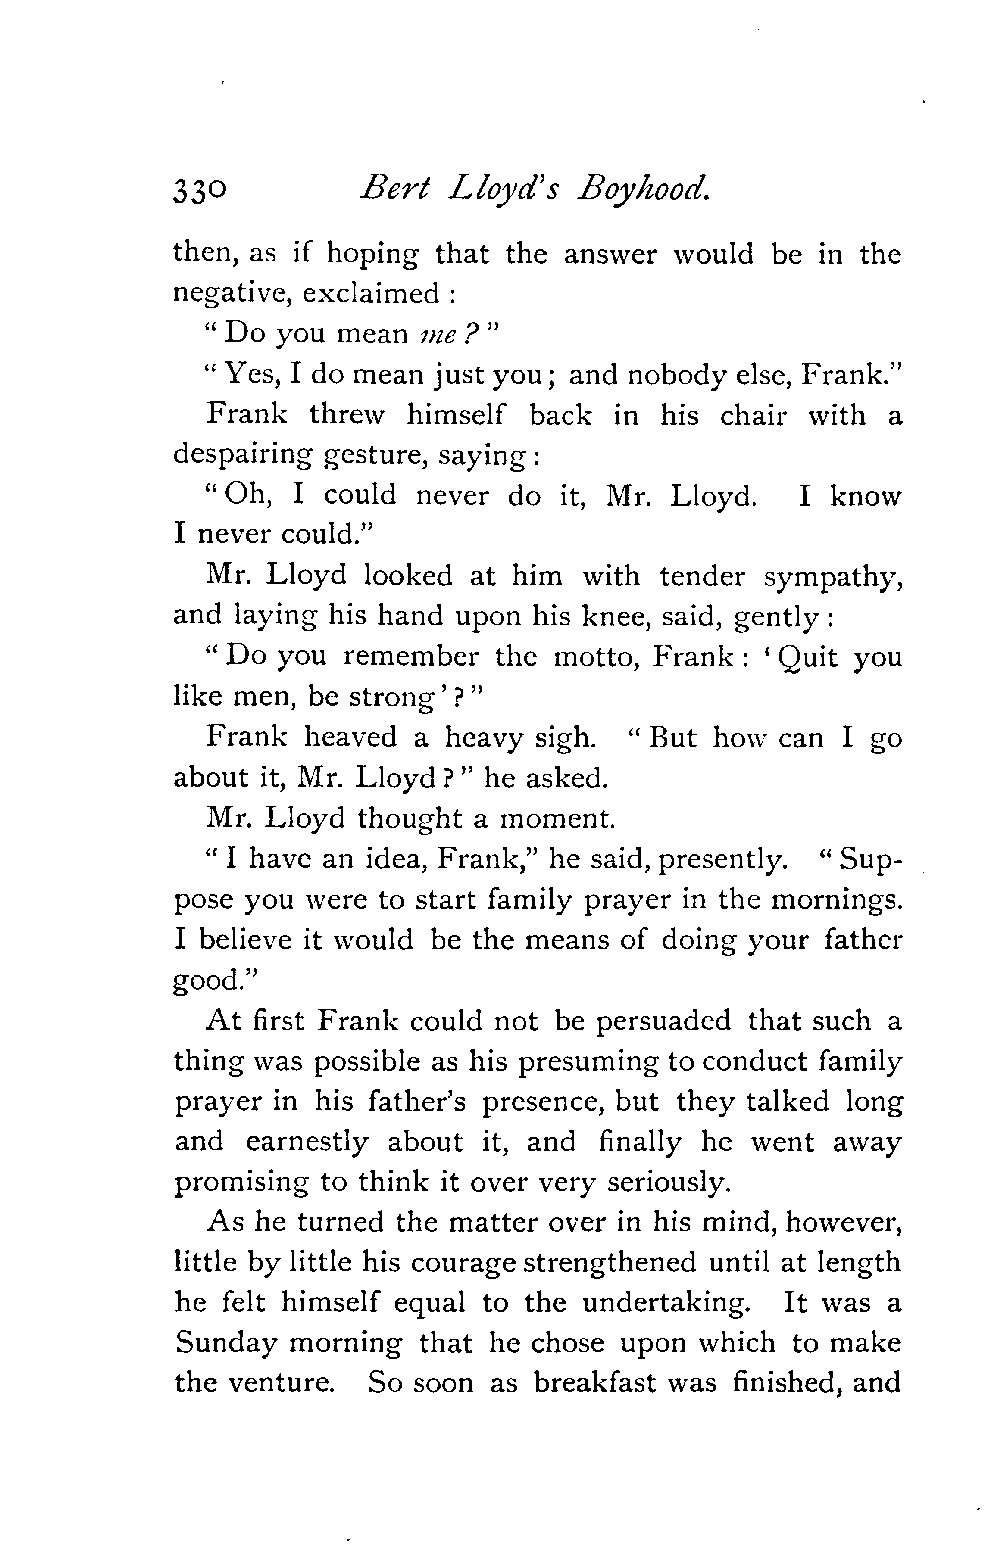 330 Bert Lloyd's Boyhood.
then, as if hoping that the answer would be in the
negative, exclaimed :
“ Do you mean me ? ”
“ Yes, I do mean just you ; and nobody else, Frank.”
Frank threw himself back in his chair with a
despairing gesture, saying :
“ Oh, I could never do it, Mr. Lloyd. I know
I never could.”
Mr. Lloyd looked at him with tender sympathy,
and laying his hand upon his knee, said, gently :
“ Do you remember the motto, Frank : ‘ Quit you
like men, be strong ’ ? ”
Frank heaved a heavy sigh. “ But how can I go
about it, Mr. Lloyd ? ” he asked.
Mr. Lloyd thought a moment.
“ I have an idea, Frank,” he said, presently. “ Sup-
pose you were to start family prayer in the mornings.
I believe it would be the means of doing your father
good.”
At first Frank could not be persuaded that such a
thing was possible as his presuming to conduct family
prayer in his father’s presence, but they talked long
and earnestly about it, and finally he went away
promising to think it over very seriously.
As he turned the matter over in his mind, however,
little by little his courage strengthened until at length
he felt himself equal to the undertaking. It was a
Sunday morning that he chose upon which to make
the venture. So soon as breakfast was finished, and